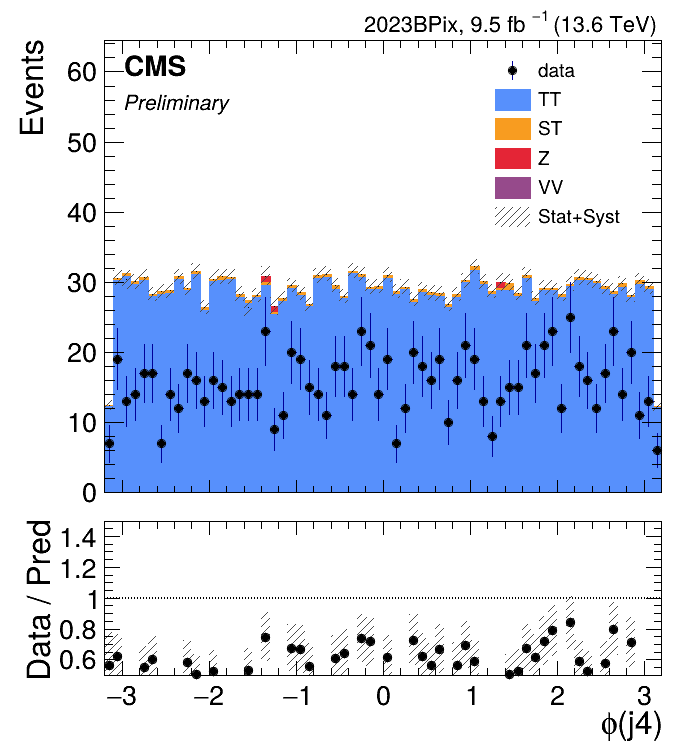 2023BPix, 9.5 fb⁻¹ (13.6 TeV)
CMS
Preliminary
Events
data
TT
ST
Z
VV
Stat+Syst
60
50
40
30
20
10
0
Data / Pred
1.4
1.2
1
0.8
0.6
−3 −2 −1 0 1 2 3
ϕ(j4)